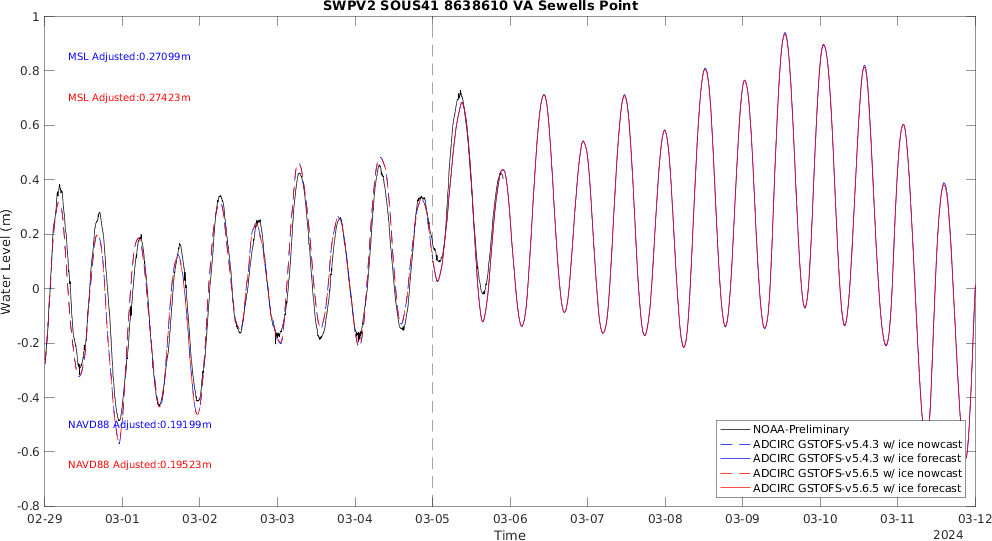 SWPV2 SOUS41 8638610 VA Sewells Point
1
0.8
0.6
0.4
0.2
0
-0.2
-0.4
-0.6
-0.8
Water Level (m)
MSL Adjusted:0.27099m
MSL Adjusted:0.27423m
NAVD88 Adjusted:0.19199m
NAVD88 Adjusted:0.19523m
NOAA-Preliminary
ADCIRC GSTOFS-v5.4.3 w/ ice nowcast
ADCIRC GSTOFS-v5.4.3 w/ ice forecast
ADCIRC GSTOFS-v5.6.5 w/ ice nowcast
ADCIRC GSTOFS-v5.6.5 w/ ice forecast
02-29 03-01 03-02 03-03 03-04 03-05 03-06 03-07 03-08 03-09 03-10 03-11 03-12
Time
2024